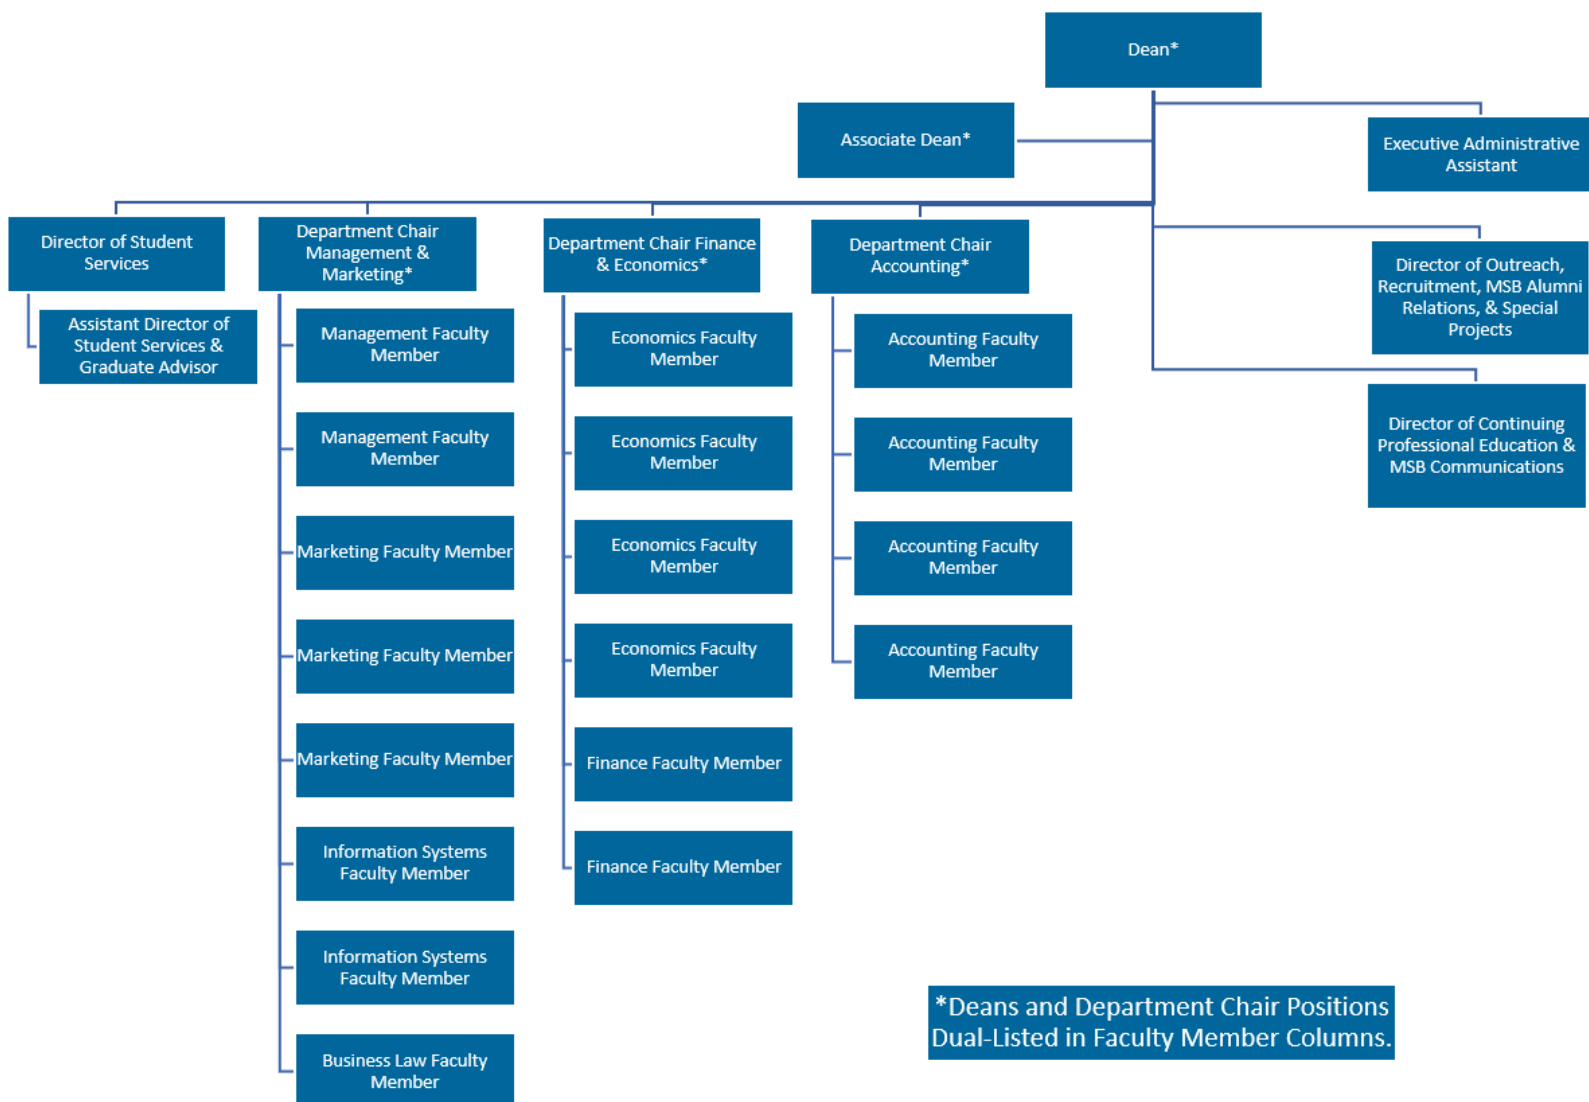 Dean*
Associate Dean*
Executive Administrative
Assistant
Director of Student
Services
Department Chair
Management &
Marketing*
Department Chair Finance
& Economics*
Department Chair
Accounting*
Director of Outreach,
Recruitment, MSB Alumni
Relations, & Special
Projects
Director of Continuing
Professional Education &
MSB Communications
Assistant Director of
Student Services &
Graduate Advisor
Management Faculty
Member
Management Faculty
Member
Marketing Faculty Member
Marketing Faculty Member
Marketing Faculty Member
Information Systems
Faculty Member
Information Systems
Faculty Member
Business Law Faculty
Member
Economics Faculty
Member
Economics Faculty
Member
Economics Faculty
Member
Economics Faculty
Member
Finance Faculty Member
Finance Faculty Member
Accounting Faculty
Member
Accounting Faculty
Member
Accounting Faculty
Member
Accounting Faculty
Member
*Deans and Department Chair Positions
Dual-Listed in Faculty Member Columns.